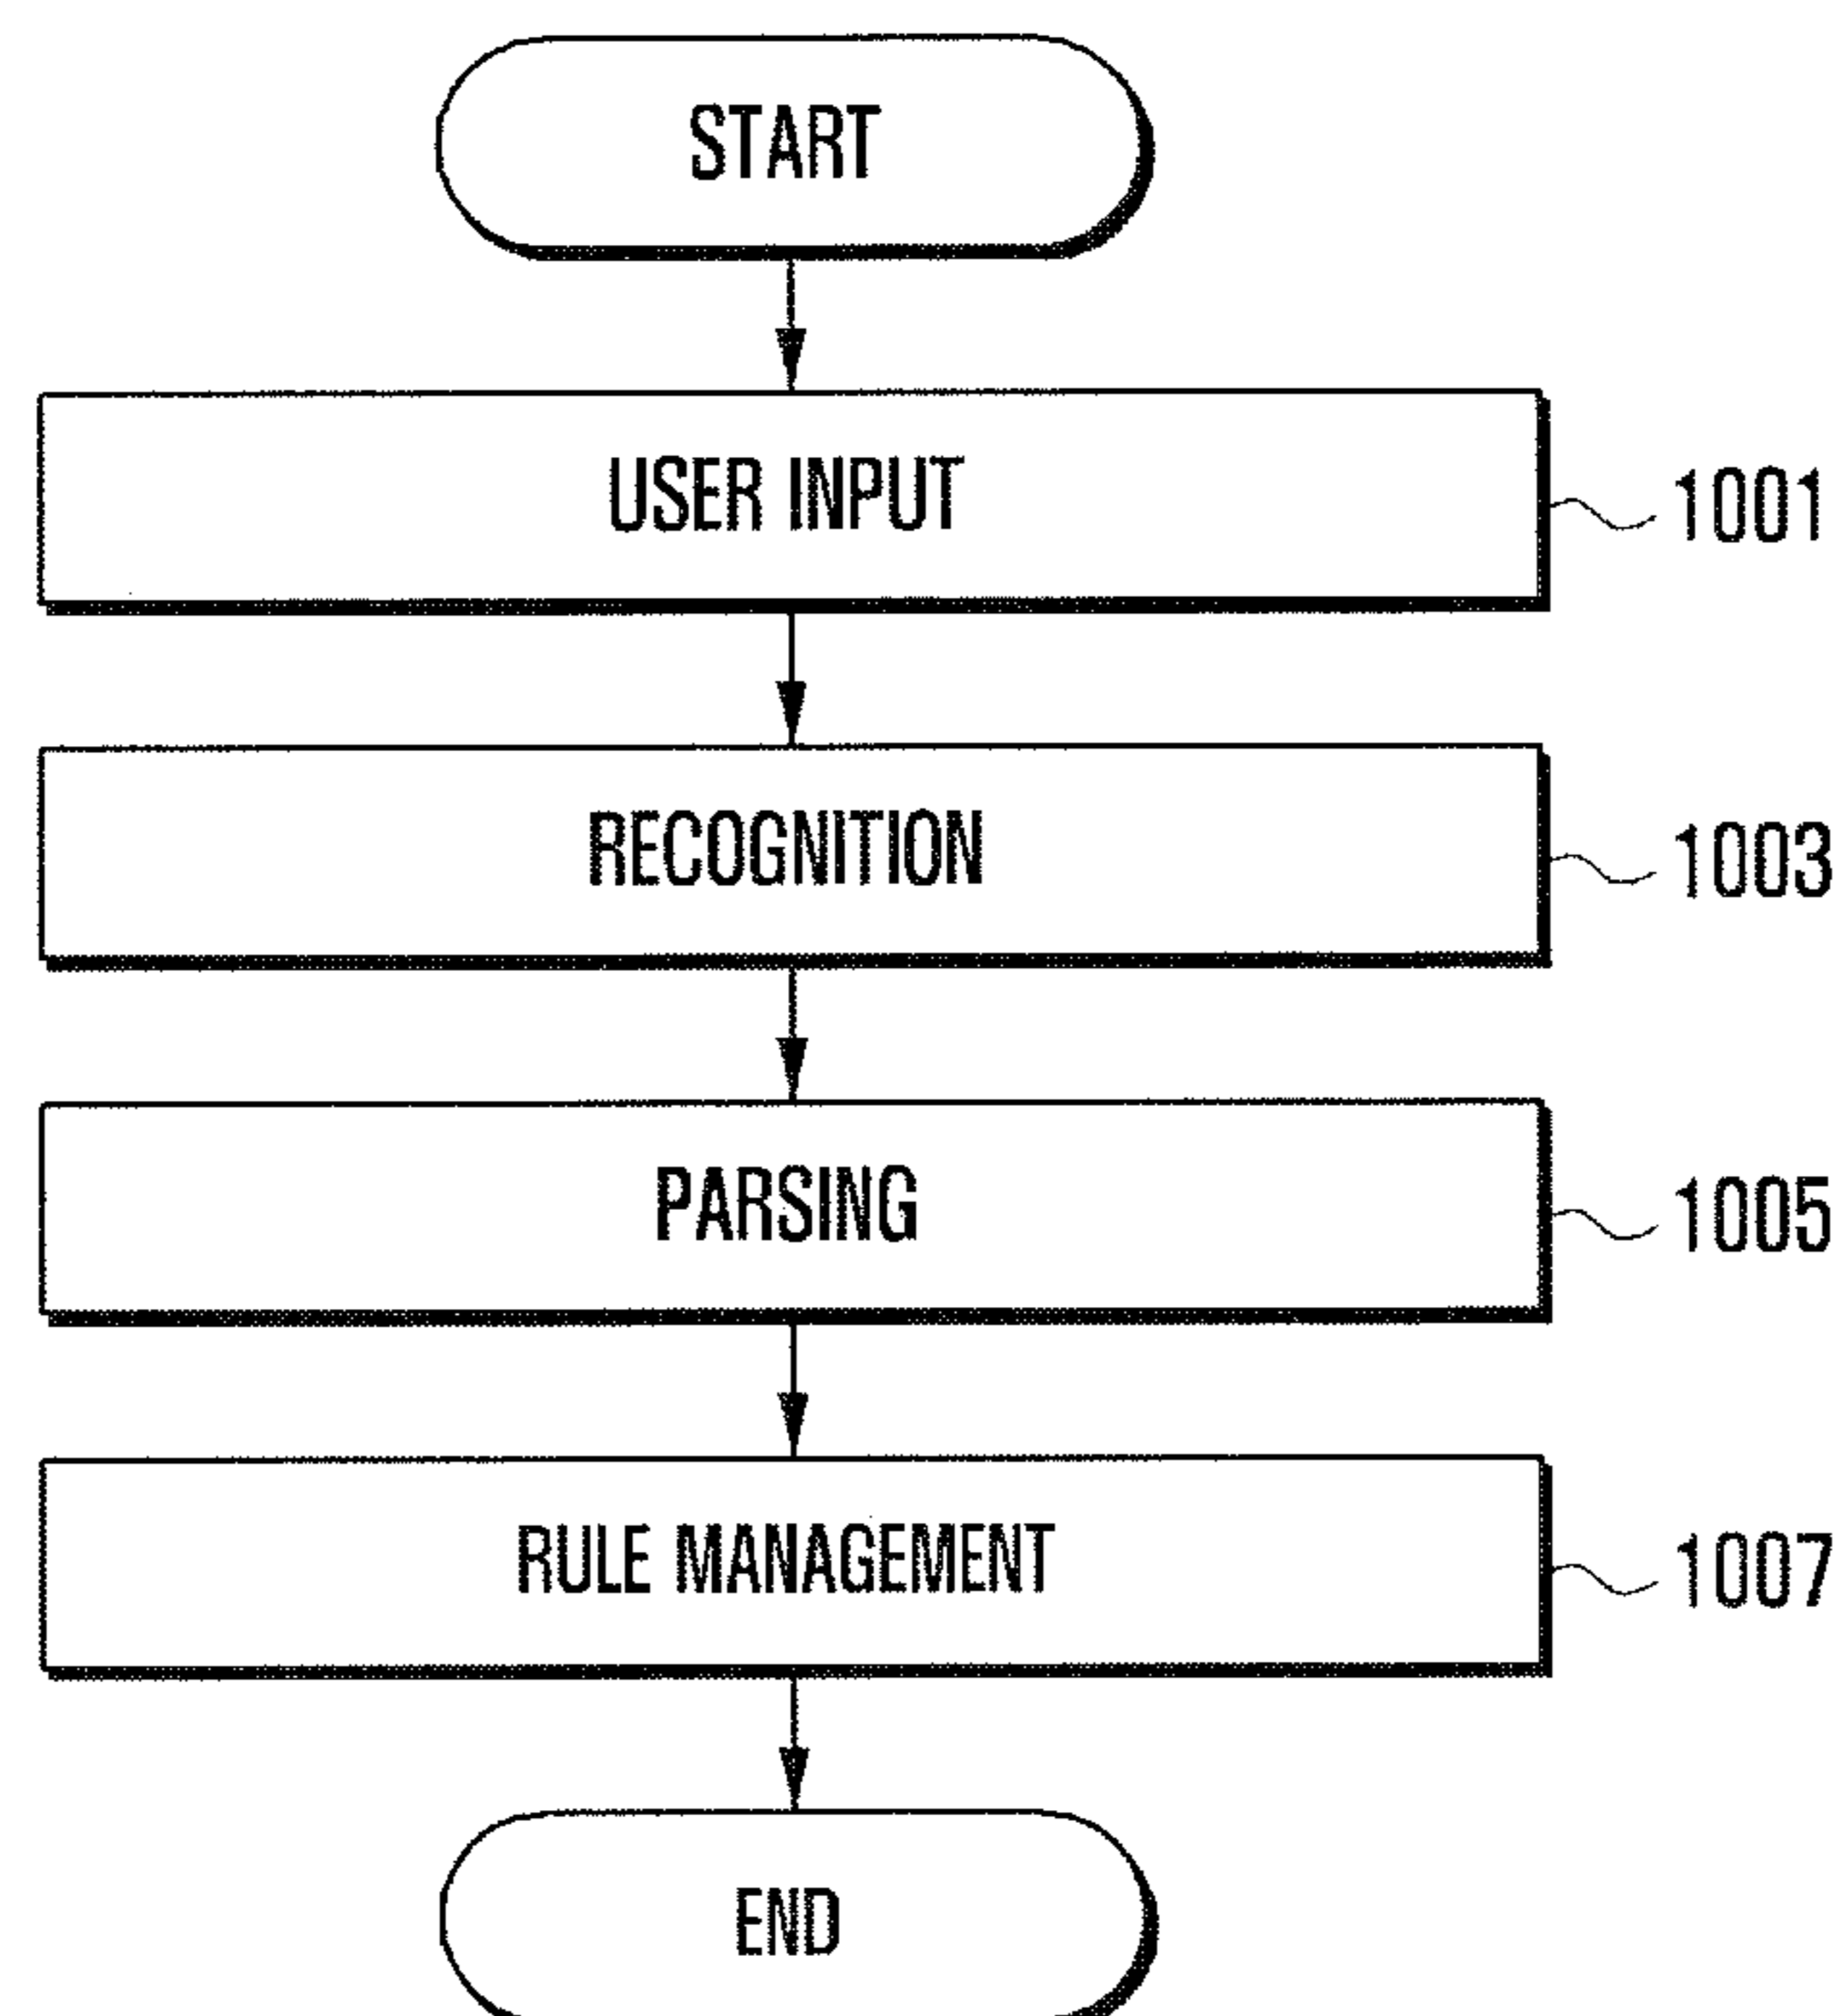 START
USER INPUT
1001
RECOGNITION
1003
PARSING
1005
RULE MANAGEMENT
1007
END